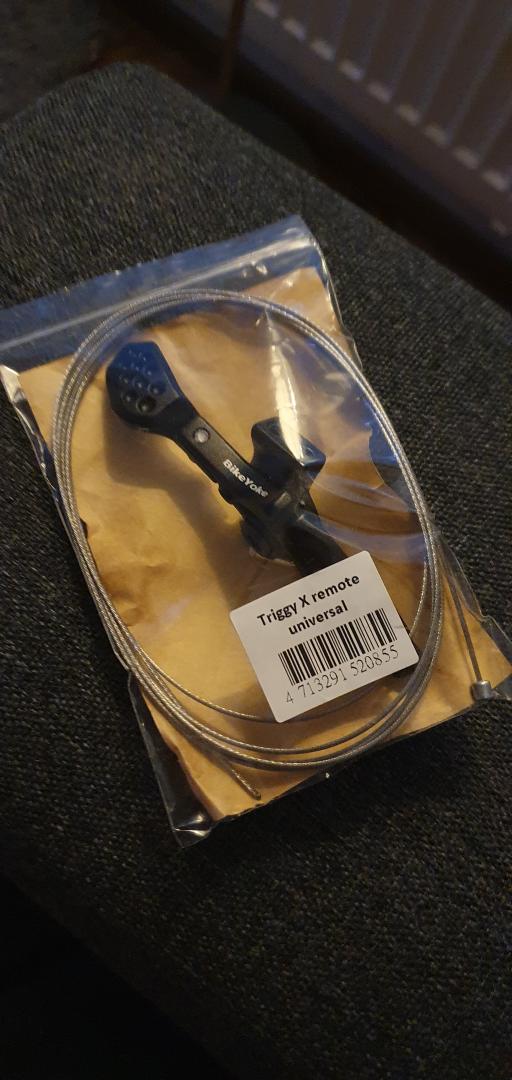 BikeYoke
Triggy X remote
universal
4 713291 520855